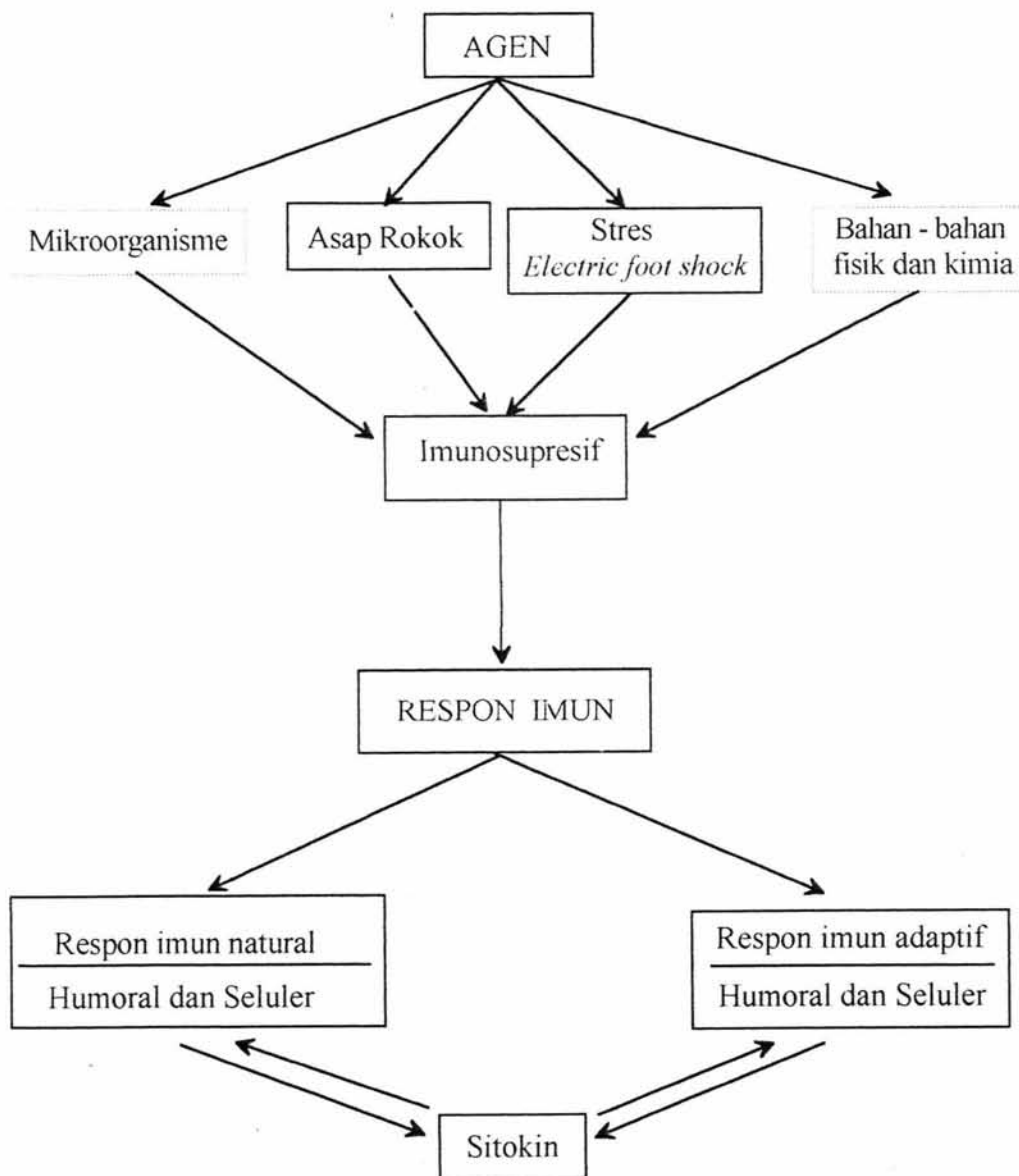 AGEN
Mikroorganisme
Asap Rokok
Stres
Electric foot shock
Bahan - bahan
fisik dan kimia
Imunosupresif
RESPON IMUN
Respon imun natural
Humoral dan Seluler
Respon imun adaptif
Humoral dan Seluler
Sitokin